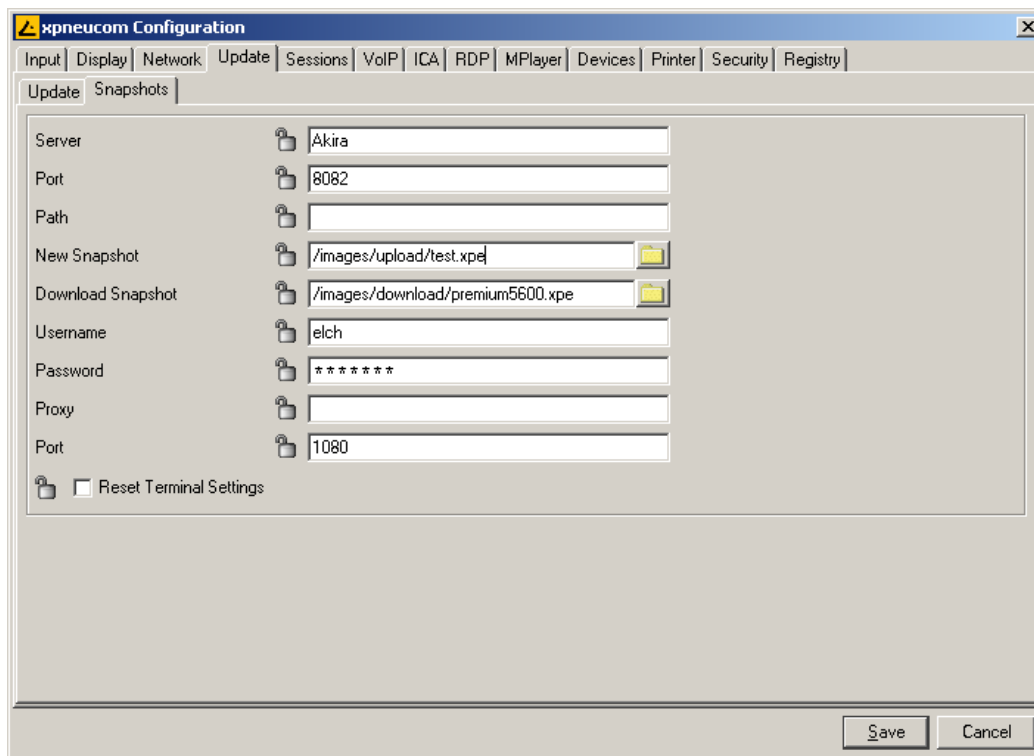 xpneucom Configuration
Input Display Network Update Sessions VoIP ICA RDP MPlayer Devices Printer Security Registry
Update Snapshots
Server Akira
Port 8082
Path
New Snapshot /images/upload/test.xpe
Download Snapshot /images/download/premium5600.xpe
Username elch
Password *******
Proxy
Port 1080
Reset Terminal Settings
Save Cancel